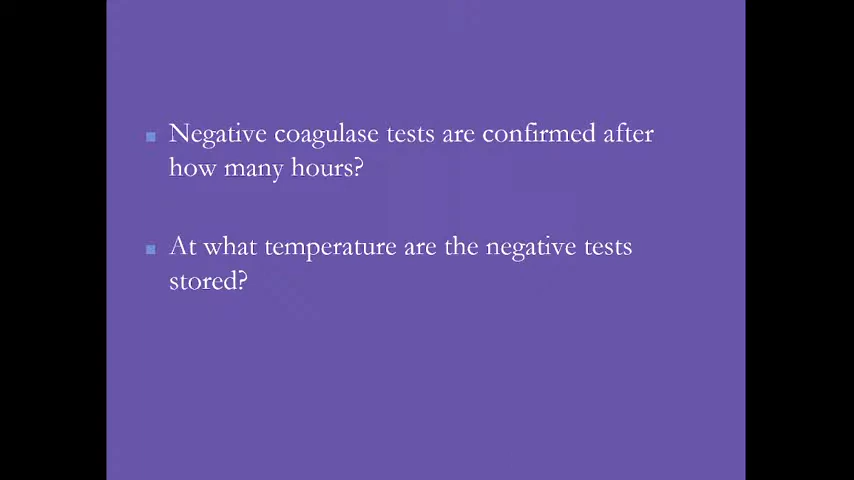 Negative coagulase tests are confirmed after
how many hours?
At what temperature are the negative tests
stored?